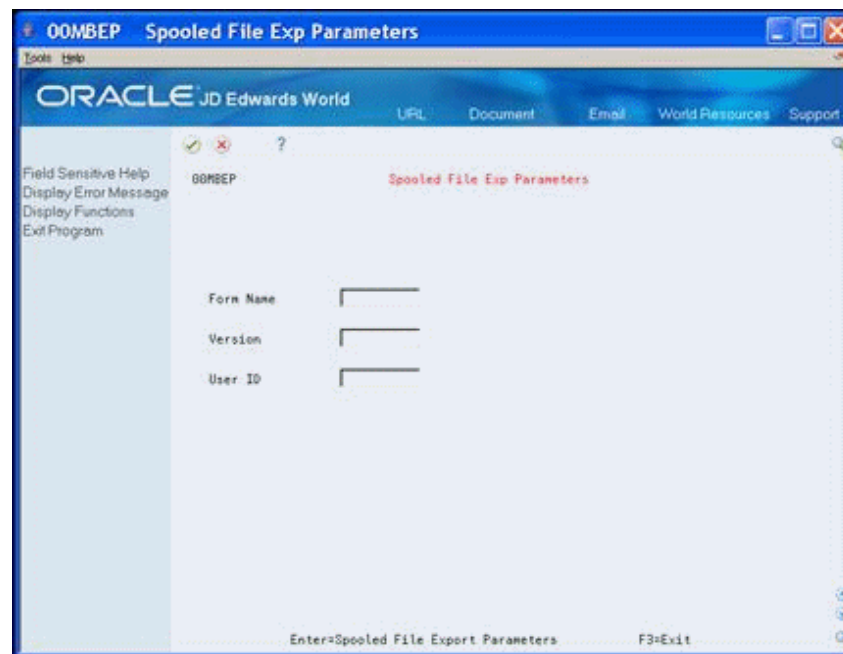 00MBEP Spooled File Exp Parameters
Tools Help
ORACLE JD Edwards World
URL Document Email World Resources Support
?
Field Sensitive Help
Display Error Message
Display Functions
Exit Program
00MBEP Spooled File Exp Parameters
Form Name
Version
User ID
Enter=Spooled File Export Parameters F3=Exit